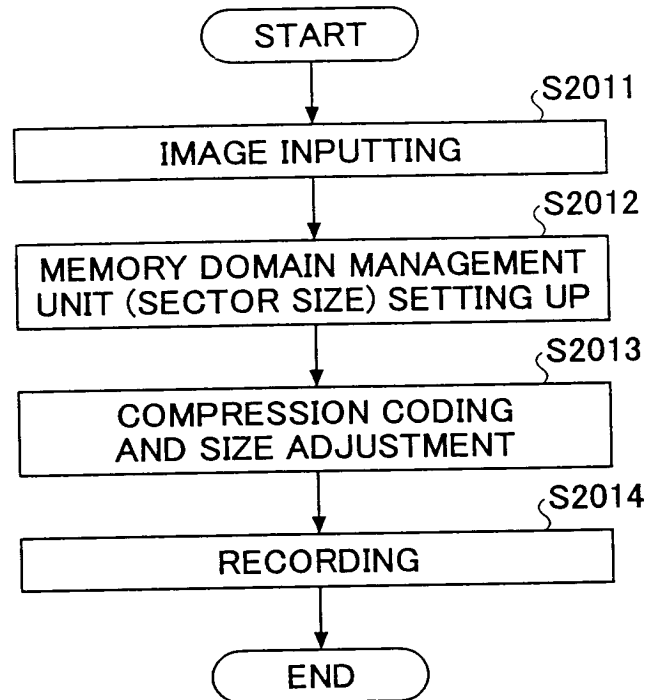 START
S2011
IMAGE INPUTTING
S2012
MEMORY DOMAIN MANAGEMENT
UNIT (SECTOR SIZE) SETTING UP
S2013
COMPRESSION CODING
AND SIZE ADJUSTMENT
S2014
RECORDING
END